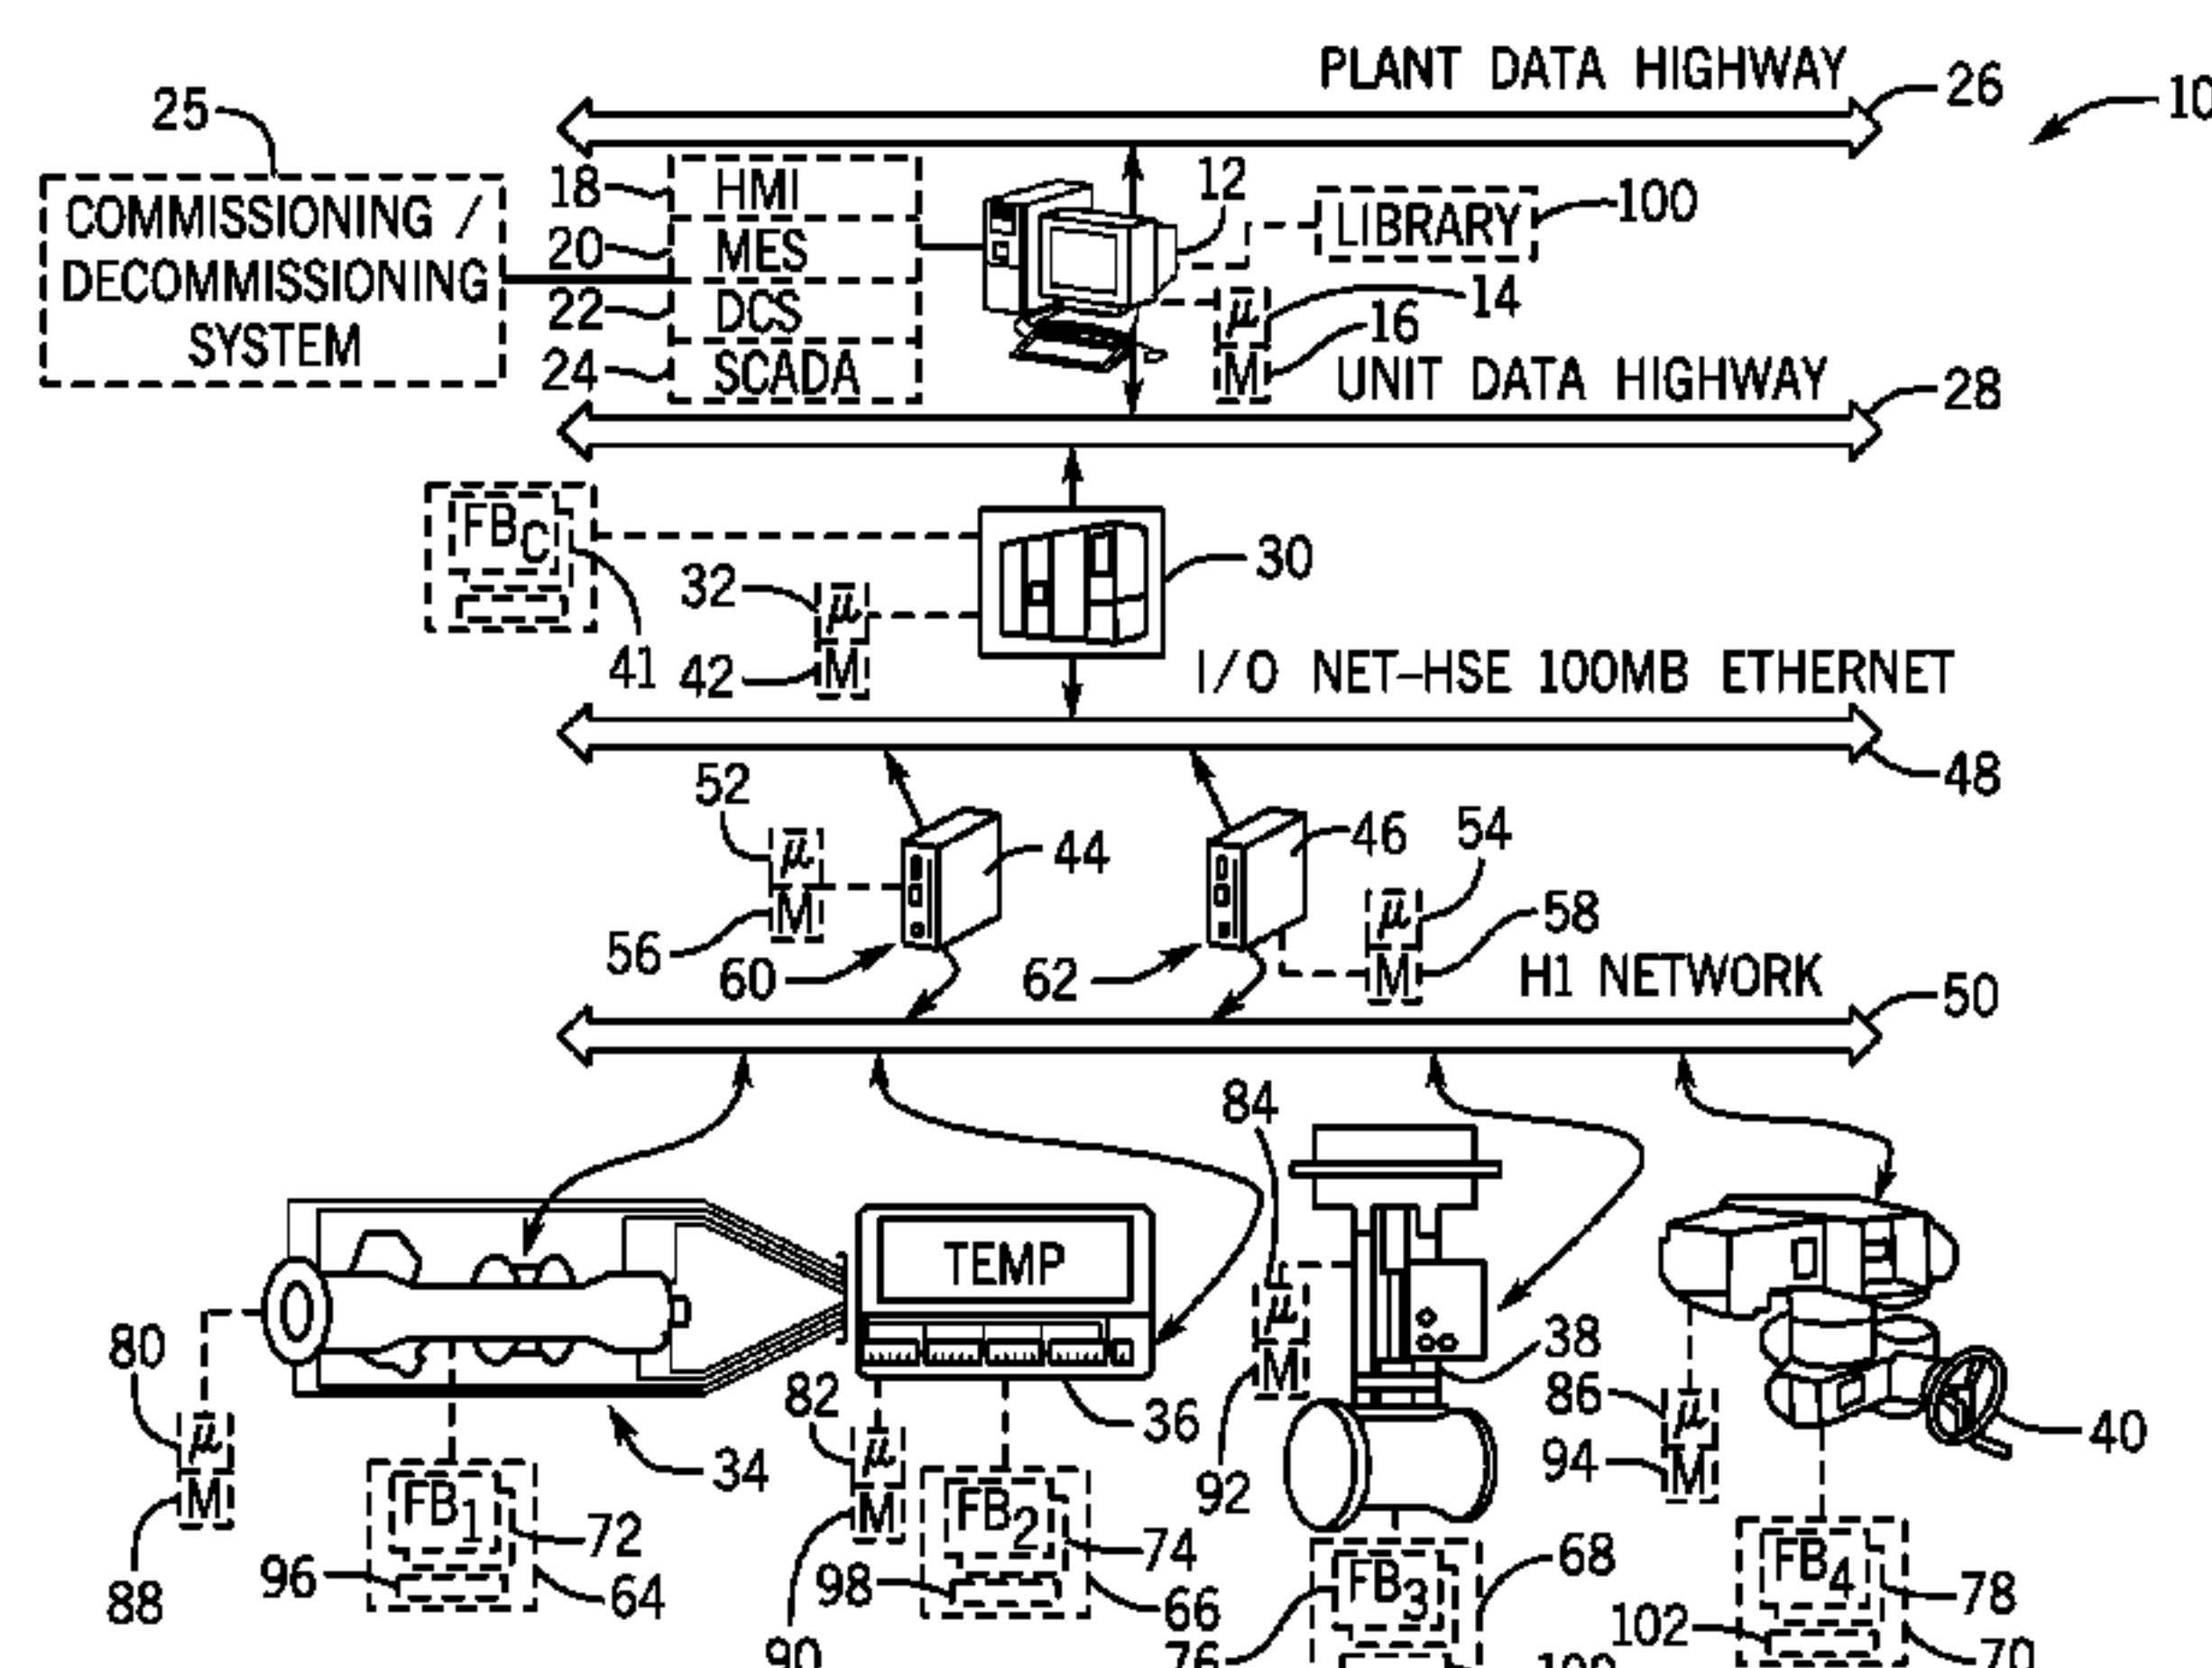 PLANT DATA HIGHWAY
26
10
25
COMMISSIONING /
DECOMMISSIONING
SYSTEM
18 HMI
20 MES
22 DCS
24 SCADA
12
LIBRARY 100
μ 14
M 16
UNIT DATA HIGHWAY
28
FBC
41
30
32 μ
42 M
I/O NET-HSE 100MB ETHERNET
48
52 μ
56 M
44
60
46
62
54 μ
58 M
H1 NETWORK
50
84 μ
92 M
TEMP
38
80 μ
88 M
34
82 μ
90 M
36
86 μ
94 M
40
FB1 72
96 64
FB2 74
98 66
FB3 68
76
FB4 78
102 70